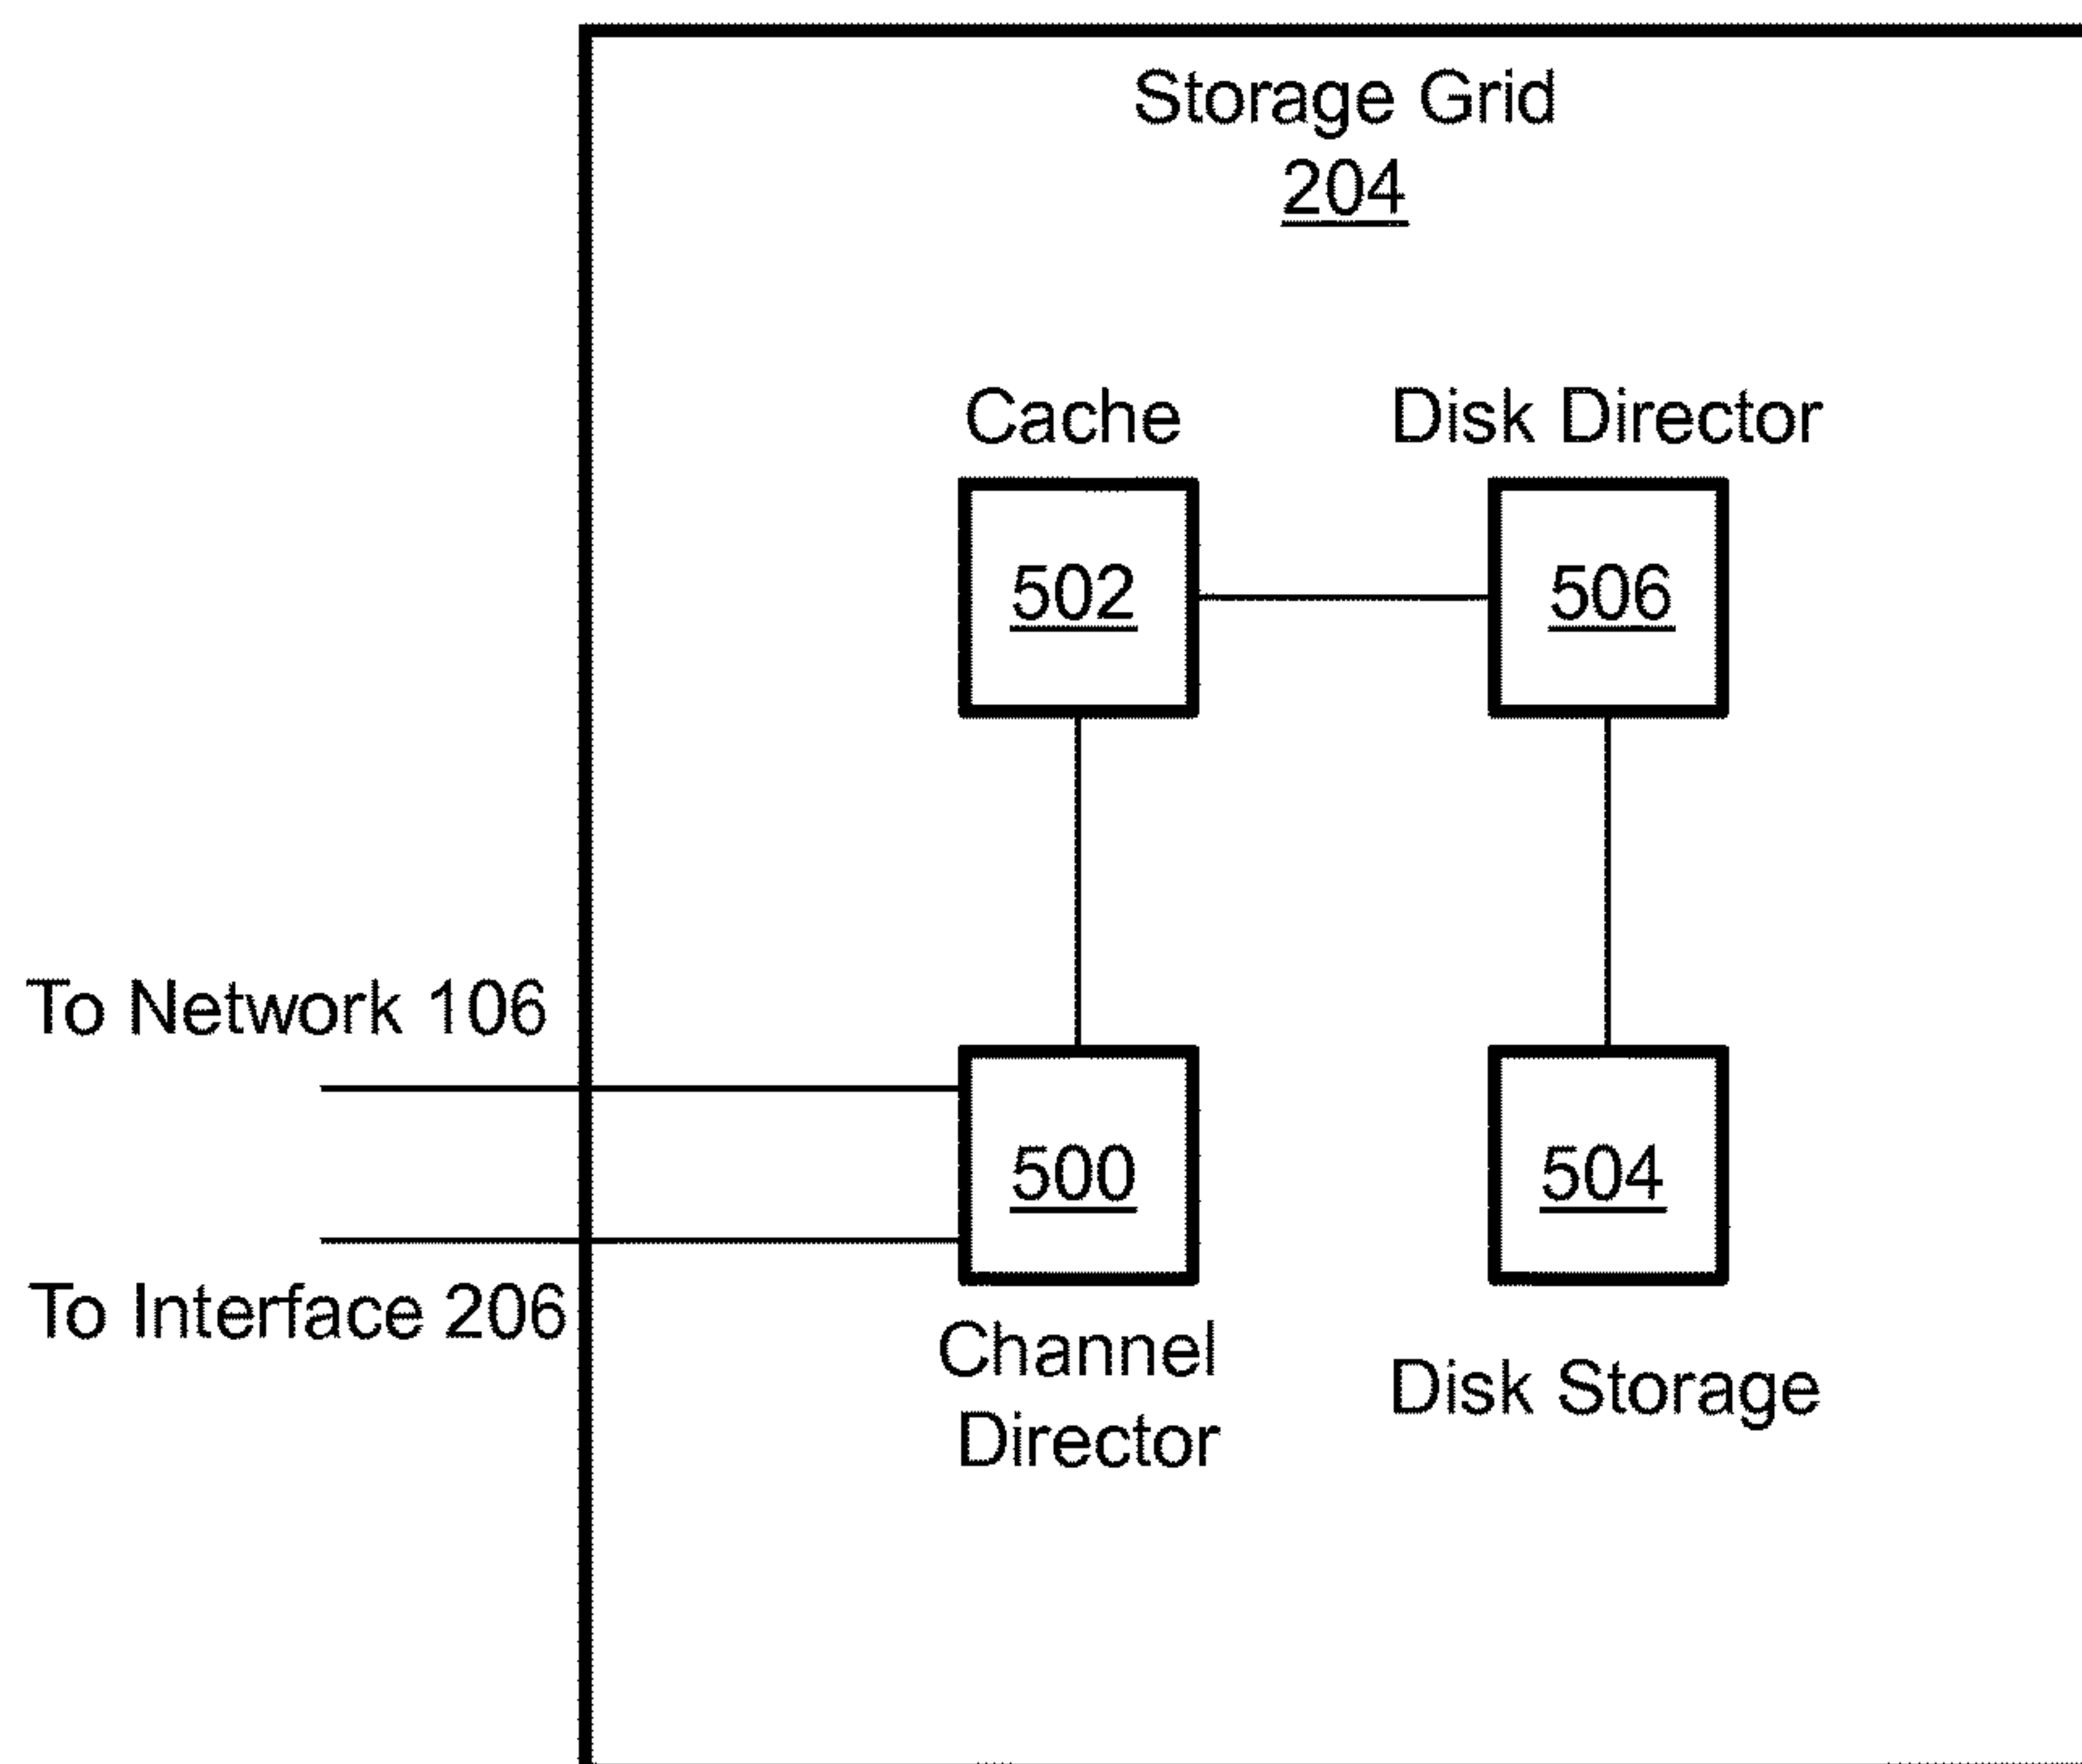 Storage Grid
204
Cache
Disk Director
502
506
To Network 106
500
504
To Interface 206
Channel
Director
Disk Storage